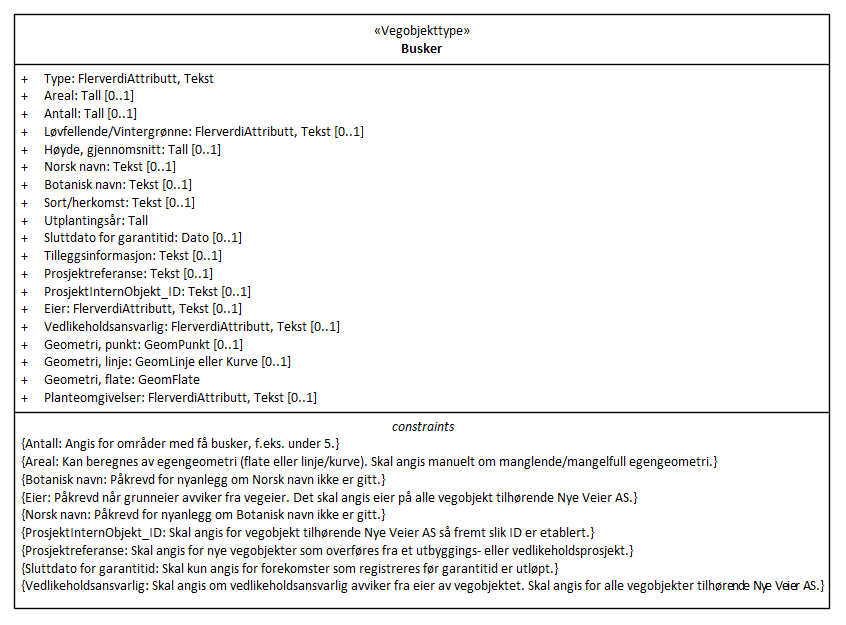 «Vegobjekttype»
Busker
+ Type: FlerverdiAttributt, Tekst
+ Areal: Tall [0..1]
+ Antall: Tall [0..1]
+ Løvfellende/Vintergrønne: FlerverdiAttributt, Tekst [0..1]
+ Høyde, gjennomsnitt: Tall [0..1]
+ Norsk navn: Tekst [0..1]
+ Botanisk navn: Tekst [0..1]
+ Sort/herkomst: Tekst [0..1]
+ Utplantingsår: Tall
+ Sluttdato for garantitid: Dato [0..1]
+ Tilleggsinformasjon: Tekst [0..1]
+ Prosjektreferanse: Tekst [0..1]
+ ProsjektInternObjekt_ID: Tekst [0..1]
+ Eier: FlerverdiAttributt, Tekst [0..1]
+ Vedlikeholdsansvarlig: FlerverdiAttributt, Tekst [0..1]
+ Geometri, punkt: GeomPunkt [0..1]
+ Geometri, linje: GeomLinje eller Kurve [0..1]
+ Geometri, flate: GeomFlate
+ Planteomgivelser: FlerverdiAttributt, Tekst [0..1]
constraints
{Antall: Angis for områder med få busker, f.eks. under 5.}
{Areal: Kan beregnes av egengeometri (flate eller linje/kurve). Skal angis manuelt om manglende/mangelfull egengeometri.}
{Botanisk navn: Påkrevd for nyanlegg om Norsk navn ikke er gitt.}
{Eier: Påkrevd når grunneier avviker fra vegeier. Det skal angis eier på alle vegobjekt tilhørende Nye Veier AS.}
{Norsk navn: Påkrevd for nyanlegg om Botanisk navn ikke er gitt.}
{ProsjektInternObjekt_ID: Skal angis for vegobjekt tilhørende Nye Veier AS så fremt slik ID er etablert.}
{Prosjektreferanse: Skal angis for nye vegobjekter som overføres fra et utbyggings- eller vedlikeholdsprosjekt.}
{Sluttdato for garantitid: Skal kun angis for forekomster som registreres før garantitid er utløpt.}
{Vedlikeholdsansvarlig: Skal angis om vedlikeholdsansvarlig avviker fra eier av vegobjektet. Skal angis for alle vegobjekter tilhørende Nye Veier AS.}